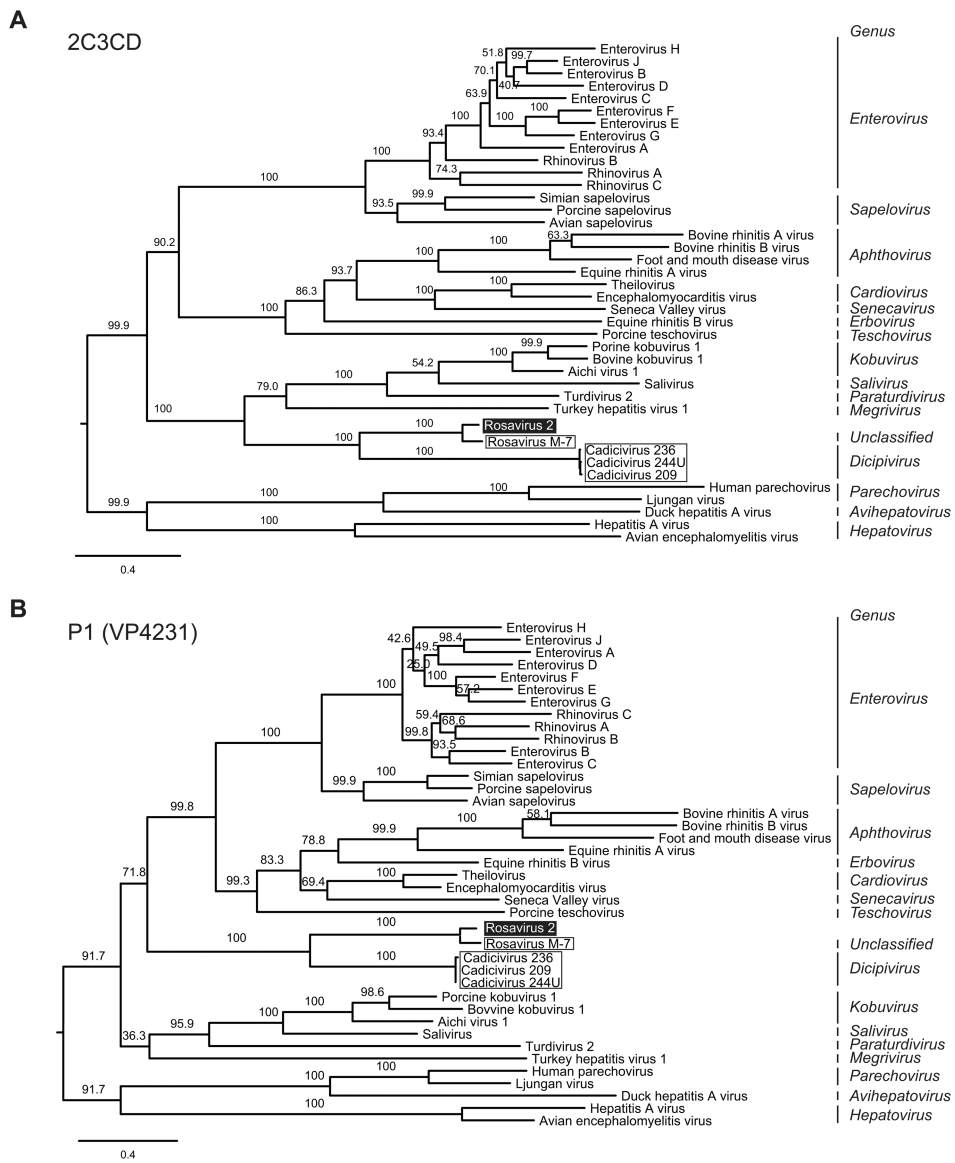 A
2C3CD
Genus
51.8
99.7
Enterovirus H
Enterovirus J
70.1
Enterovirus B
40.7
Enterovirus D
63.9
Enterovirus C
100
Enterovirus F
100
Enterovirus E
Enterovirus
100
Enterovirus G
93.4
Enterovirus A
100
Rhinovirus B
74.3
Rhinovirus A
Rhinovirus C
100
99.9
Simian sapelovirus
93.5
Porcine sapelovirus
Sapelovirus
Avian sapelovirus
90.2
63.3
Bovine rhinitis A virus
100
Bovine rhinitis B virus
Aphthovirus
100
Foot and mouth disease virus
93.7
Equine rhinitis A virus
100
Theilovirus
86.3
100
Encephalomyocarditis virus
Cardiovirus
Seneca Valley virus
Senecavirus
100
Equine rhinitis B virus
Erbovirus
99.9
Porcine teschovirus
Teschovirus
99.9
Porine kobuvirus 1
100
Bovine kobuvirus 1
Kobuvirus
54.2
Aichi virus 1
100
Salivirus
Salivirus
79.0
Turdivirus 2
Paraturdivirus
100
Turkey hepatitis virus 1
Megrivirus
100
Rosavirus 2
Rosavirus M-7
Unclassified
100
Cadicivirus 236
100
Cadicivirus 244U
Dicipivirus
Cadicivirus 209
100
Human parechovirus
100
Ljungan virus
Parechovirus
99.9
Duck hepatitis A virus
Avihepatovirus
100
Hepatitis A virus
Hepatovirus
Avian encephalomyelitis virus
0.4
B
P1 (VP4231)
Genus
42.6
Enterovirus H
98.4
Enterovirus J
49.5
Enterovirus A
25.0
Enterovirus D
100
Enterovirus F
57.2
Enterovirus E
100
Enterovirus G
Enterovirus
59.4
Rhinovirus C
68.6
Rhinovirus A
99.8
Rhinovirus B
93.5
Enterovirus B
100
Enterovirus C
100
Simian sapelovirus
99.9
Porcine sapelovirus
Sapelovirus
Avian sapelovirus
99.8
58.1
Bovine rhinitis A virus
100
Bovine rhinitis B virus
Aphthovirus
99.9
Foot and mouth disease virus
78.8
Equine rhinitis A virus
83.3
Equine rhinitis B virus
Erbovirus
71.8
100
Theilovirus
99.3
69.4
Encephalomyocarditis virus
Cardiovirus
Seneca Valley virus
Senecavirus
Porcine teschovirus
Teschovirus
100
Rosavirus 2
100
Rosavirus M-7
Unclassified
100
Cadicivirus 236
91.7
Cadicivirus 209
Dicipivirus
Cadicivirus 244U
98.6
Porcine kobuvirus 1
100
Bovvine kobuvirus 1
Kobuvirus
100
Aichi virus 1
95.9
Salivirus
Salivirus
36.3
Turdivirus 2
Paraturdivirus
Turkey hepatitis virus 1
Megrivirus
100
Human parechovirus
100
Ljungan virus
Parechovirus
91.7
Duck hepatitis A virus
Avihepatovirus
100
Hepatitis A virus
Hepatovirus
Avian encephalomyelitis virus
0.4